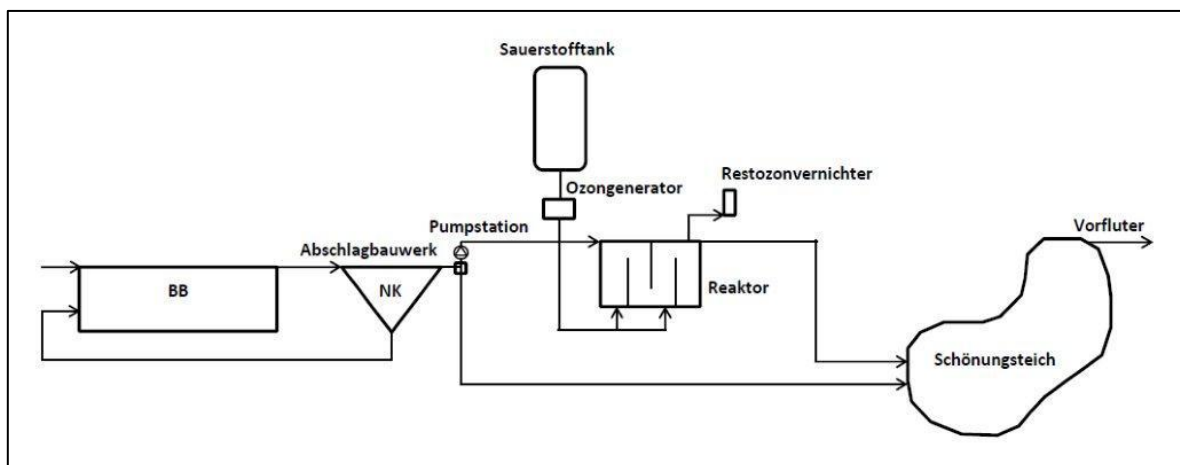 Sauerstofftank
Ozongenerator
Restozonvernichter
Pumpstation
Vorfluter
Abschlagbauwerk
BB
NK
Reaktor
Schönungsteich